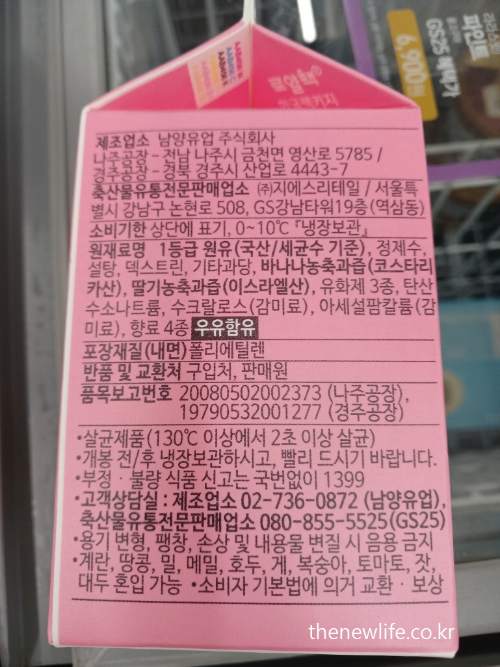 로얄학
AABABK K
6,900원
GS25 혜택가
제조업소 남양유업 주식회사
나주공장 - 전남 나주시 금천면 영산로 5785 /
경주공장 - 경북 경주시 산업로 4443-7
축산물유통전문판매업소 ㈜지에스리테일 / 서울특
별시 강남구 논현로 508, GS강남타워19층(역삼동)
소비기한 상단에 표기, 0~10℃ 『냉장보관』
원재료명 1등급 원유(국산/세균수 기준), 정제수,
설탕, 덱스트린, 기타과당, 바나나농축과즙(코스타리
카산), 딸기농축과즙(이스라엘산), 유화제 3종, 탄산
수소나트륨, 수크랄로스(감미료), 아세설팜칼륨(감
미료), 향료 4종 우유함유
포장재질(내면) 폴리에틸렌
반품 및 교환처 구입처, 판매원
품목보고번호 20080502002373 (나주공장),
19790532001277 (경주공장)
•살균제품(130℃ 이상에서 2초 이상 살균)
•개봉 전/후 냉장보관하시고, 빨리 드시기 바랍니다.
•부정·불량 식품 신고는 국번없이 1399
•고객상담실 : 제조업소 02-736-0872 (남양유업),
축산물유통전문판매업소 080-855-5525(GS25)
•용기 변형, 팽창, 손상 및 내용물 변질 시 음용 금지
•계란, 땅콩, 밀, 메밀, 호두, 게, 복숭아, 토마토, 잣,
대두 혼입 가능 •소비자 기본법에 의거 교환·보상
thenewlife.co.kr